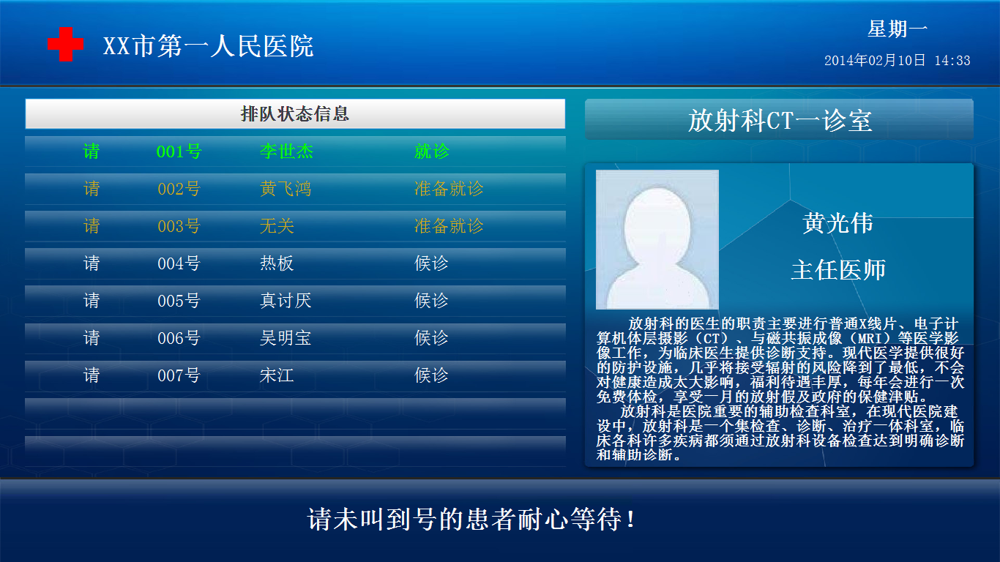 XX市第一人民医院
星期一
2014年02月10日 14:33
排队状态信息
请 001号 李世杰 就诊
请 002号 黄飞鸿 准备就诊
请 003号 无关 准备就诊
请 004号 热板 候诊
请 005号 真讨厌 候诊
请 006号 吴明宝 候诊
请 007号 宋江 候诊
放射科CT一诊室
黄光伟
主任医师
放射科的医生的职责主要进行普通X线片、电子计
算机体层摄影（CT）、与磁共振成像（MRI）等医学影
像工作，为临床医生提供诊断支持。现代医学提供很好
的防护设施，几乎将接受辐射的风险降到了最低，不会
对健康造成太大影响，福利待遇丰厚，每年会进行一次
免费体检，享受一月的放射假及政府的保健津贴。
放射科是医院重要的辅助检查科室，在现代医院建
设中，放射科是一个集检查、诊断、治疗一体科室，临
床各科许多疾病都须通过放射科设备检查达到明确诊断
和辅助诊断。
请未叫到号的患者耐心等待！